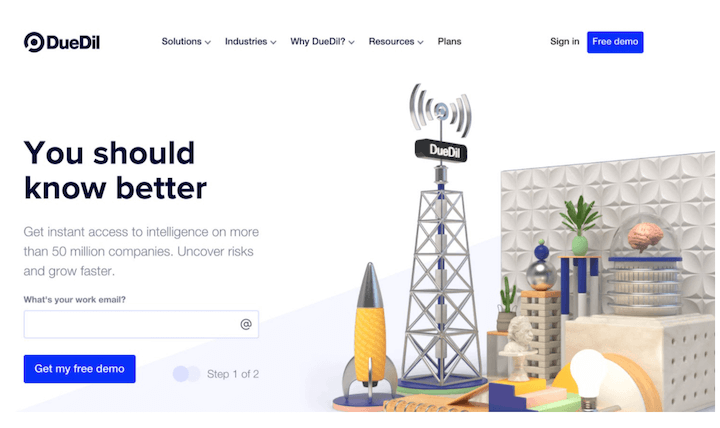 DueDil
Solutions Industries Why DueDil? Resources Plans
Sign in Free demo
DueDil
You should
know better
Get instant access to intelligence on more
than 50 million companies. Uncover risks
and grow faster.
What's your work email?
@
Get my free demo
Step 1 of 2